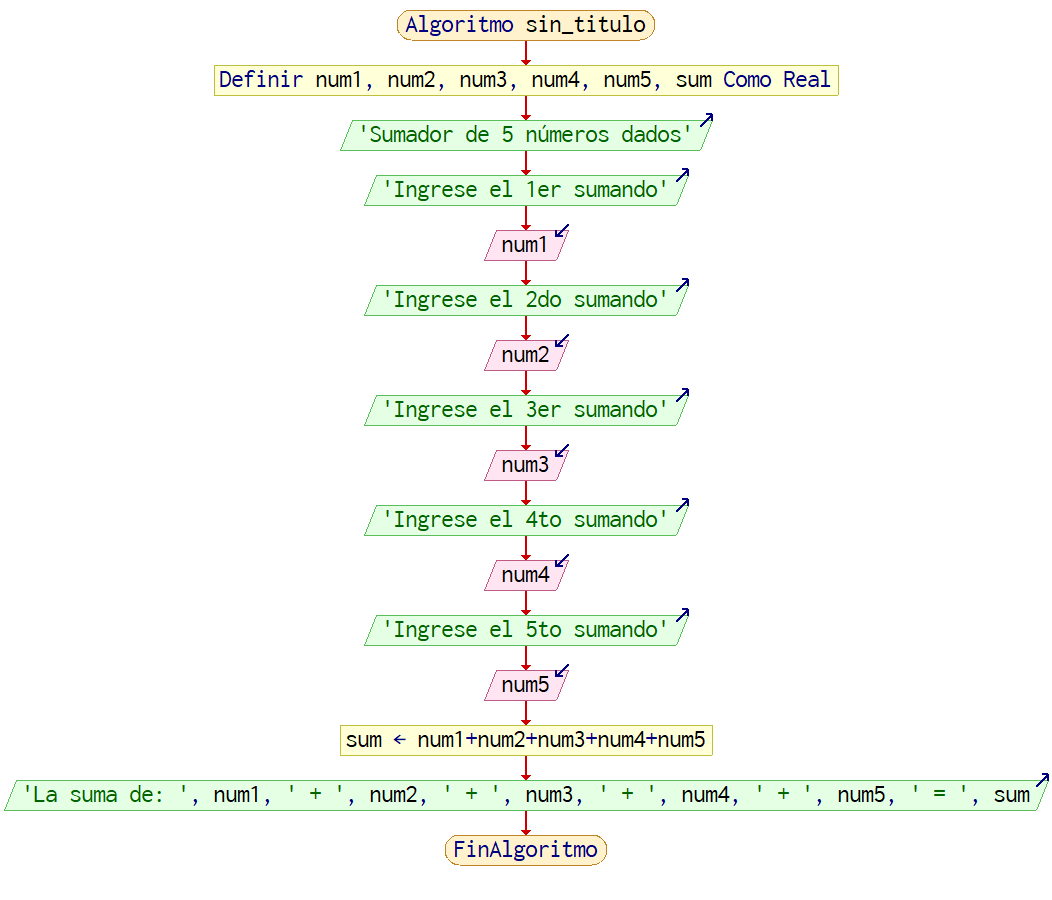 Algoritmo sin_titulo
Definir num1, num2, num3, num4, num5, sum Como Real
'Sumador de 5 números dados'
'Ingrese el 1er sumando'
num1
'Ingrese el 2do sumando'
num2
'Ingrese el 3er sumando'
num3
'Ingrese el 4to sumando'
num4
'Ingrese el 5to sumando'
num5
sum ← num1+num2+num3+num4+num5
'La suma de: ', num1, ' + ', num2, ' + ', num3, ' + ', num4, ' + ', num5, ' = ', sum
FinAlgoritmo